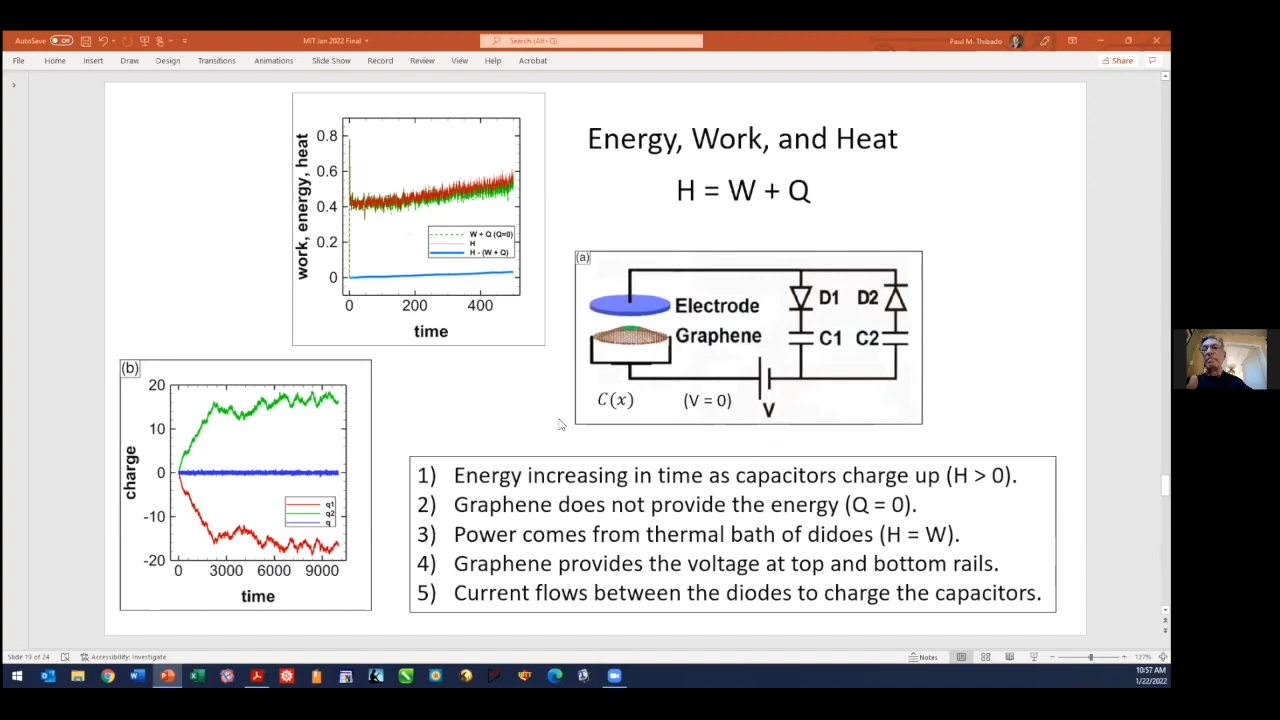 AutoSave Off
MIT Jan 2022 Final
Search (Alt+Q)
Paul M. Thibado
File Home Insert Draw Design Transitions Animations Slide Show Record Review View Help Acrobat
Share
Energy, Work, and Heat
H = W + Q
work, energy, heat
0.8
0.6
0.4
0.2
0
W + Q (Q=0)
H
H - (W + Q)
0 200 400
time
(a)
Electrode
Graphene
D1 D2
C1 C2
C(x)
(V = 0)
V
(b)
charge
20
10
0
-10
-20
q1
q2
q
0 3000 6000 9000
time
1) Energy increasing in time as capacitors charge up (H > 0).
2) Graphene does not provide the energy (Q = 0).
3) Power comes from thermal bath of didoes (H = W).
4) Graphene provides the voltage at top and bottom rails.
5) Current flows between the diodes to charge the capacitors.
Slide 19 of 24
Accessibility: Investigate
Notes
127%
10:57 AM
1/22/2022